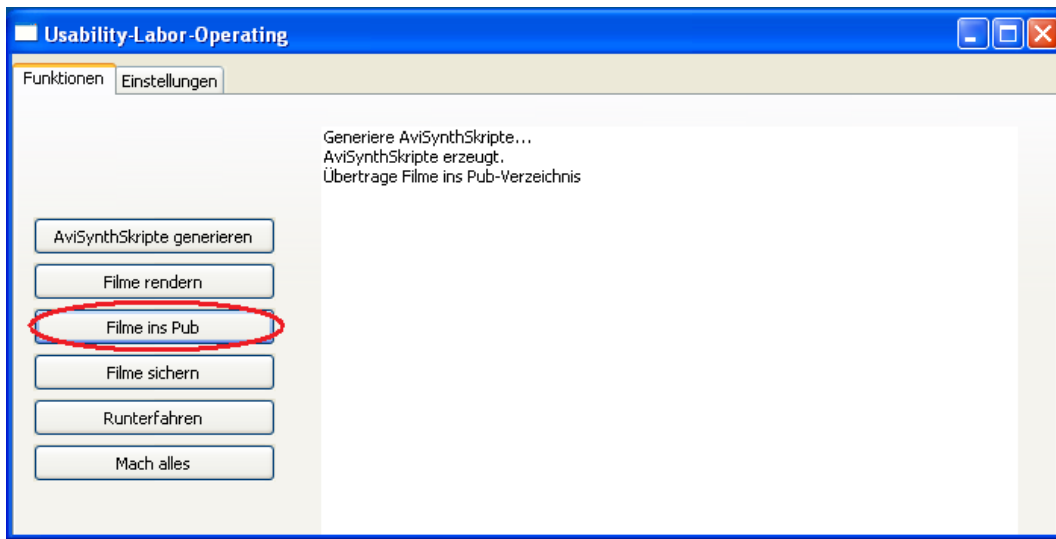 Usability-Labor-Operating
Funktionen
Einstellungen
Generiere AviSynthSkripte...
AviSynthSkripte erzeugt.
Übertrage Filme ins Pub-Verzeichnis
AviSynthSkripte generieren
Filme rendern
Filme ins Pub
Filme sichern
Runterfahren
Mach alles